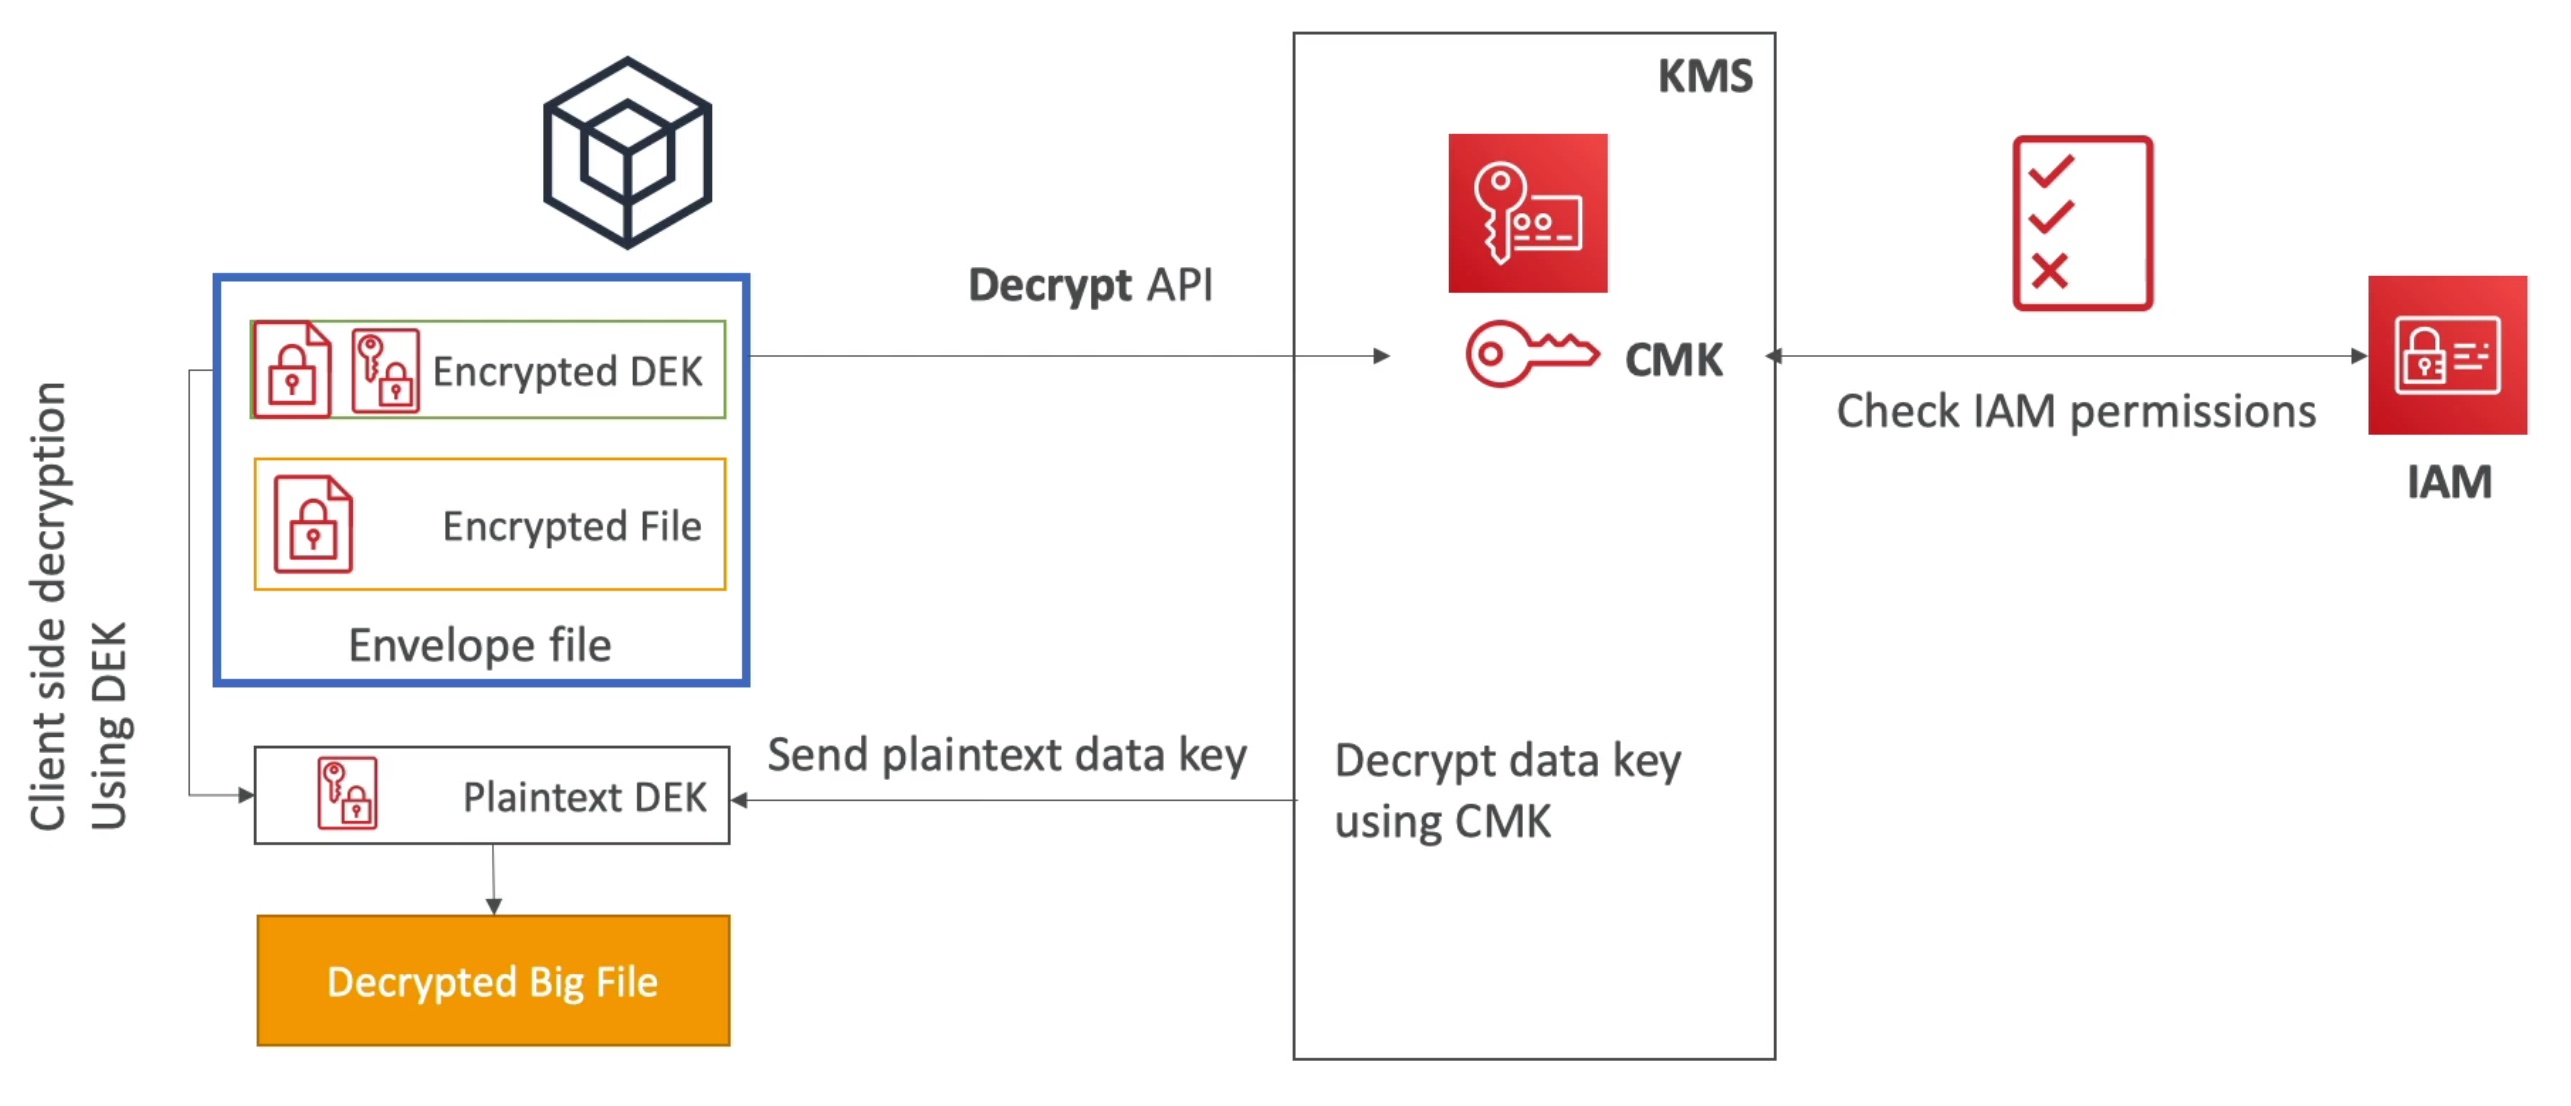 KMS
Decrypt API
CMK
Check IAM permissions
IAM
Encrypted DEK
Encrypted File
Envelope file
Client side decryption
Using DEK
Send plaintext data key
Decrypt data key
using CMK
Plaintext DEK
Decrypted Big File